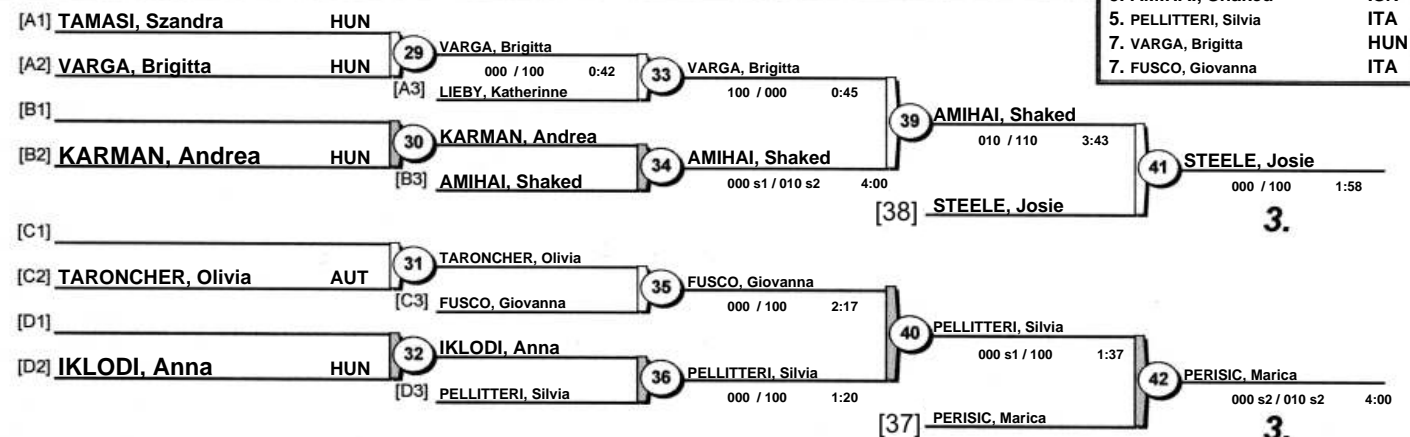 [A1] TAMASI, Szandra HUN
[A2] VARGA, Brigitta HUN
29
VARGA, Brigitta
000 / 100 0:42
[A3] LIEBY, Katherinne
33
VARGA, Brigitta
100 / 000 0:45
[B1]
[B2] KARMAN, Andrea HUN
30
KARMAN, Andrea
[B3] AMIHAI, Shaked
34
AMIHAI, Shaked
000 s1 / 010 s2 4:00
39
AMIHAI, Shaked
010 / 110 3:43
[38] STEELE, Josie
41
STEELE, Josie
000 / 100 1:58
3.
[C1]
[C2] TARONCHER, Olivia AUT
31
TARONCHER, Olivia
[C3] FUSCO, Giovanna
35
FUSCO, Giovanna
000 / 100 2:17
[D1]
[D2] IKLODI, Anna HUN
32
IKLODI, Anna
[D3] PELLITTERI, Silvia
36
PELLITTERI, Silvia
000 / 100 1:20
40
PELLITTERI, Silvia
000 s1 / 100 1:37
[37] PERISIC, Marica
42
PERISIC, Marica
000 s2 / 010 s2 4:00
3.
5. PELLITTERI, Silvia ITA
7. VARGA, Brigitta HUN
7. FUSCO, Giovanna ITA